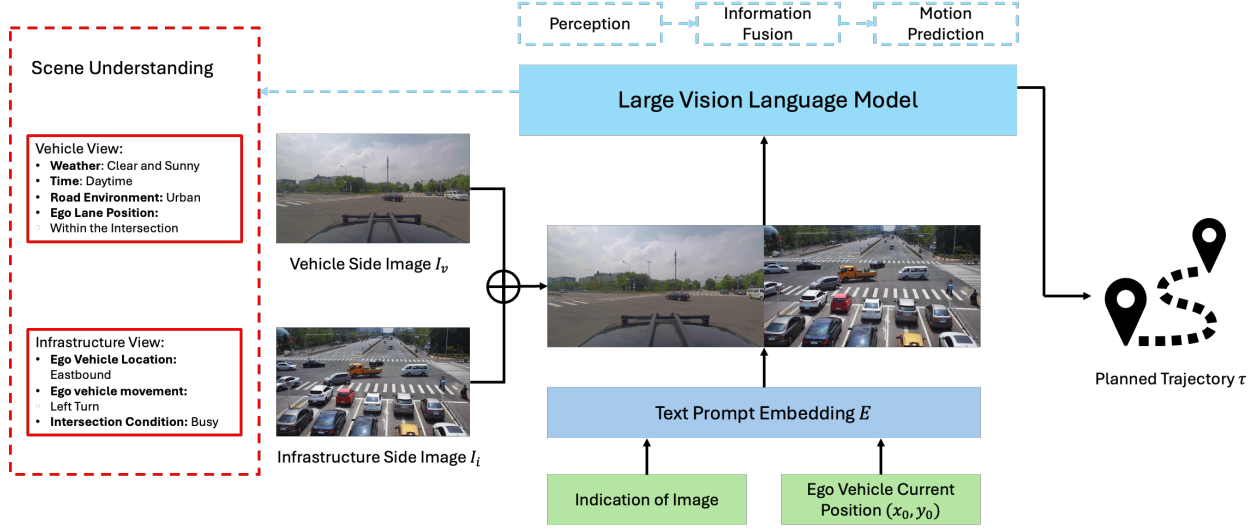 Perception
Information
Fusion
Motion
Prediction
Scene Understanding
Large Vision Language Model
Vehicle View:
• Weather: Clear and Sunny
• Time: Daytime
• Road Environment: Urban
• Ego Lane Position:
○ Within the Intersection
Vehicle Side Image I_v
Infrastructure View:
• Ego Vehicle Location:
Eastbound
• Ego vehicle movement:
○ Left Turn
• Intersection Condition: Busy
Infrastructure Side Image I_i
Planned Trajectory τ
Text Prompt Embedding E
Indication of Image
Ego Vehicle Current
Position (x₀, y₀)